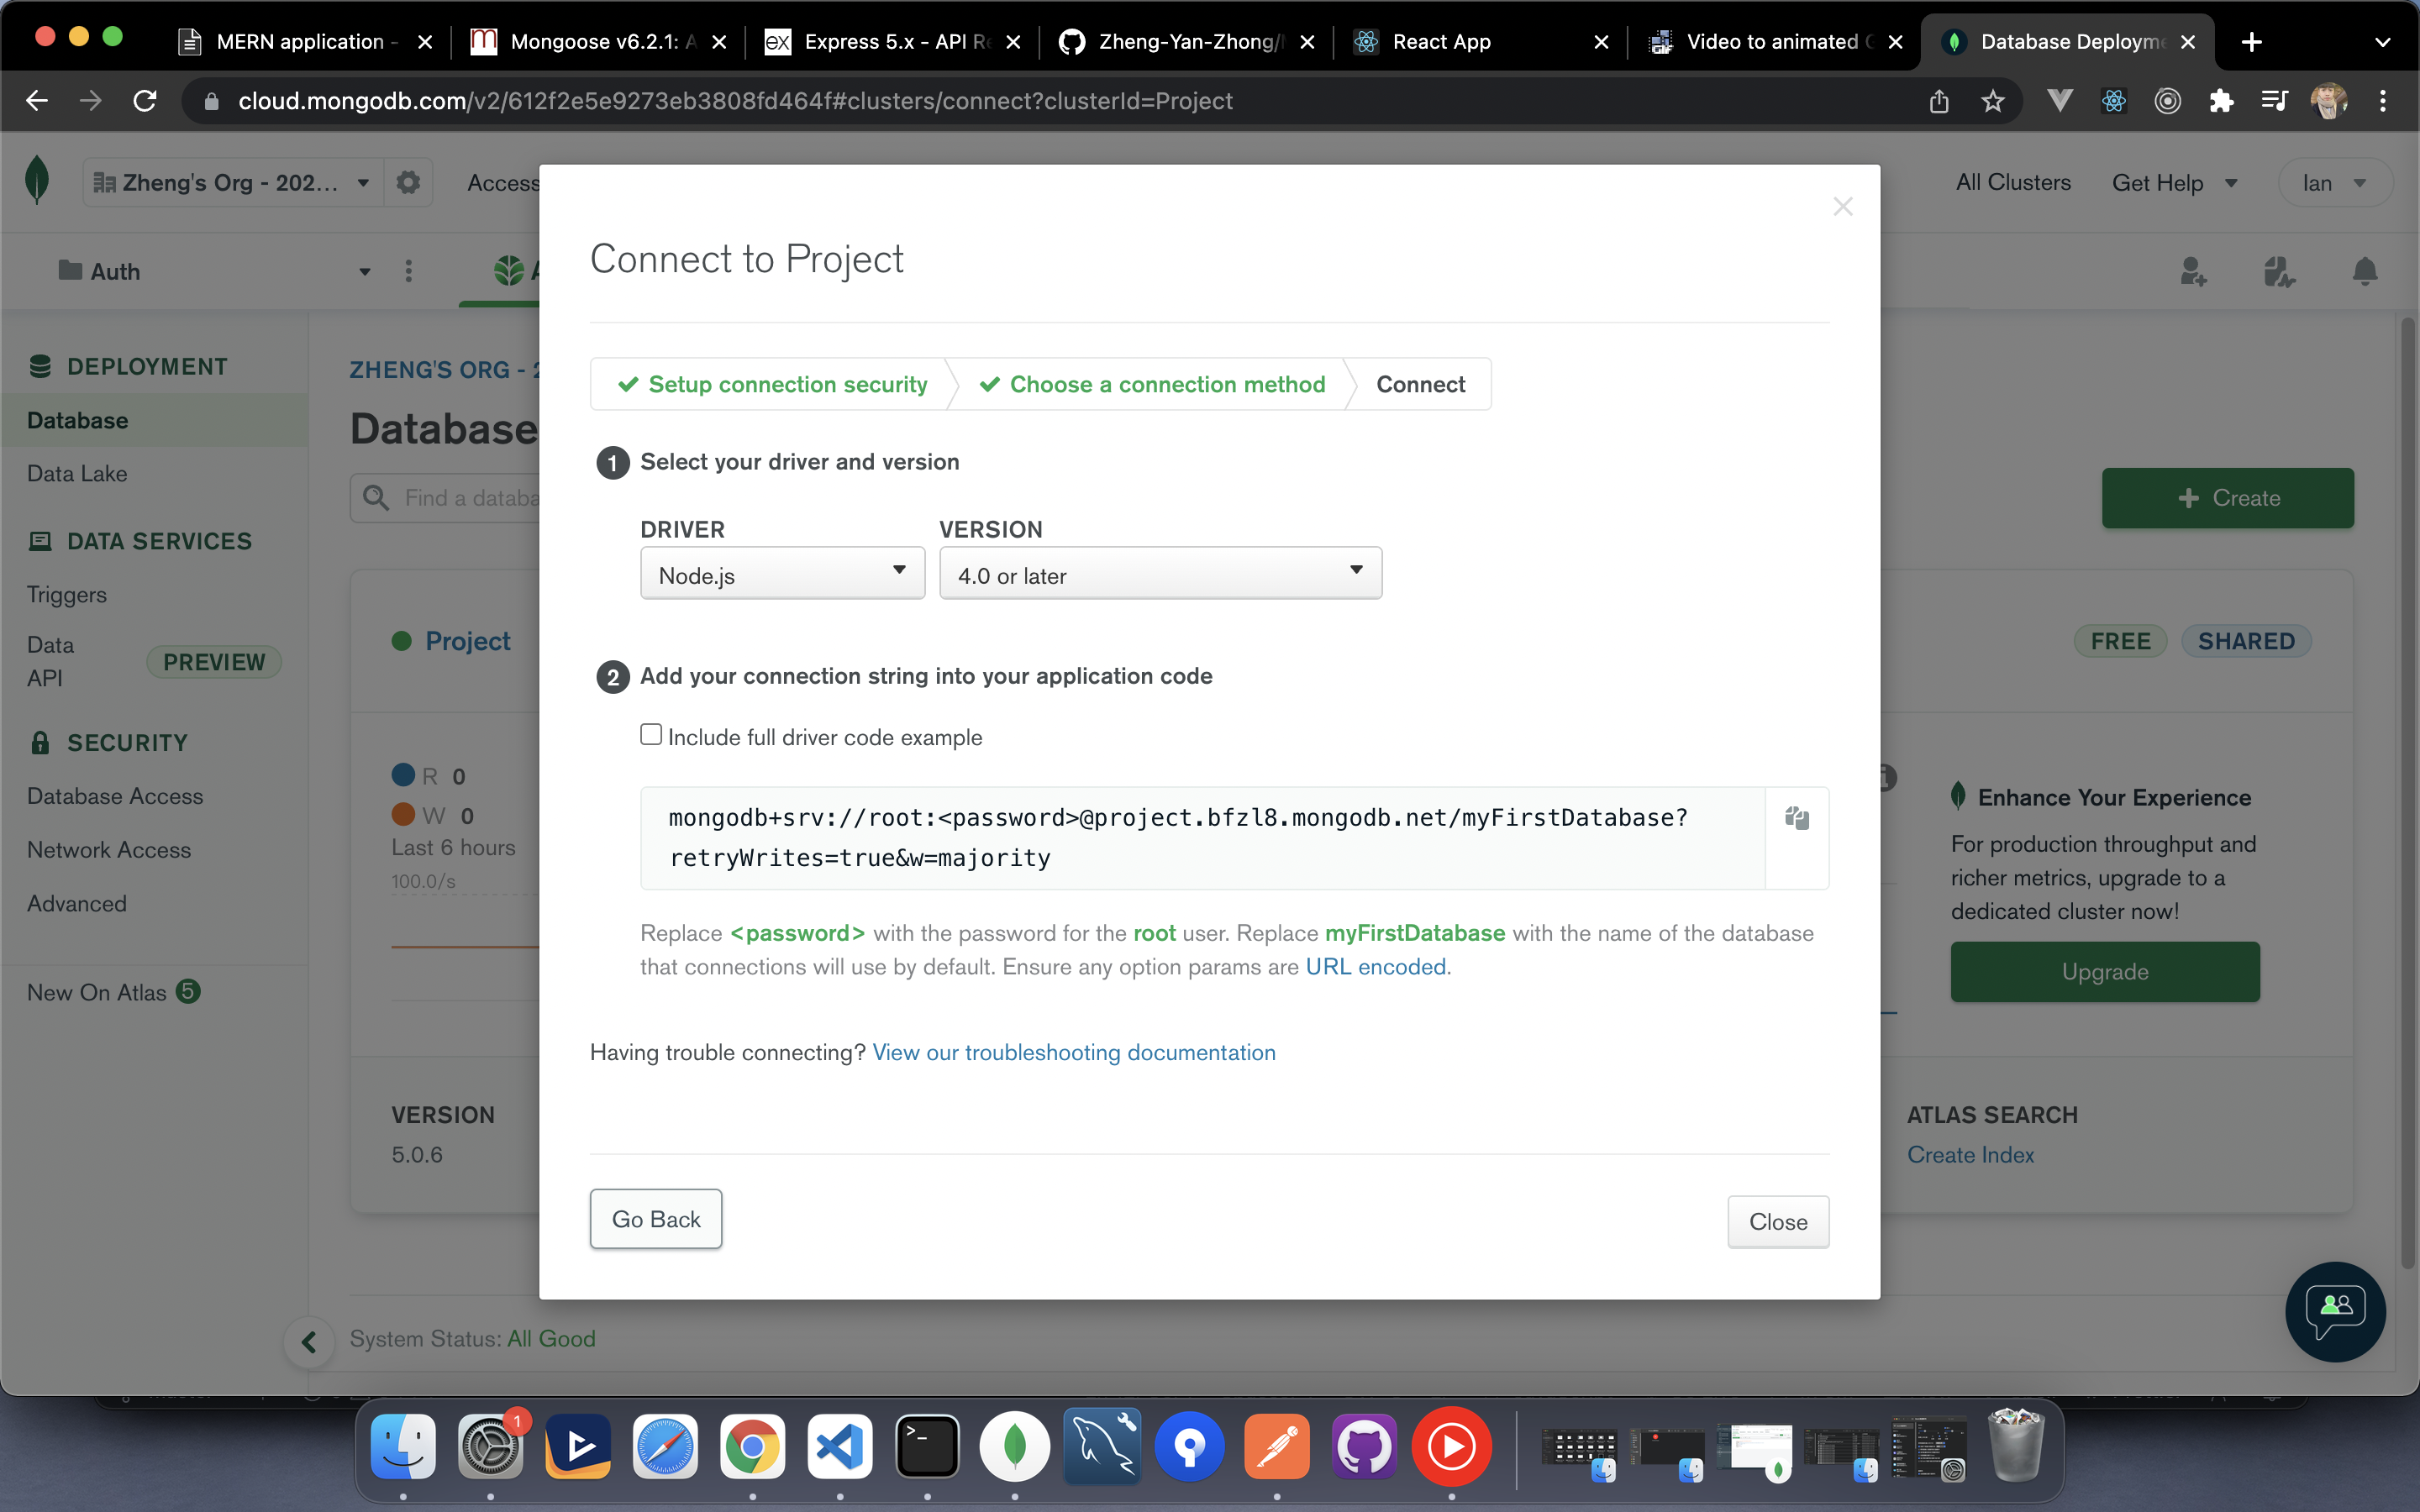 MERN application -
Mongoose v6.2.1: A
ex
Express 5.x - API Re
Zheng-Yan-Zhong/
React App
GIF
Video to animated G
Database Deployme
cloud.mongodb.com/v2/612f2e5e9273eb3808fd464f#clusters/connect?clusterId=Project
Zheng's Org - 202...
Access
All Clusters
Get Help
Ian
Auth
A
DEPLOYMENT
Database
Data Lake
DATA SERVICES
Triggers
Data
API
PREVIEW
SECURITY
Database Access
Network Access
Advanced
New On Atlas 5
ZHENG'S ORG - 2
Database
Find a databa
Create
Project
FREE
SHARED
R 0
W 0
Last 6 hours
100.0/s
Enhance Your Experience
For production throughput and
richer metrics, upgrade to a
dedicated cluster now!
Upgrade
VERSION
5.0.6
ATLAS SEARCH
Create Index
System Status: All Good
Connect to Project
Setup connection security
Choose a connection method
Connect
1 Select your driver and version
DRIVER
VERSION
Node.js
4.0 or later
2 Add your connection string into your application code
Include full driver code example
mongodb+srv://root:<password>@project.bfzl8.mongodb.net/myFirstDatabase?
retryWrites=true&w=majority
Replace <password> with the password for the root user. Replace myFirstDatabase with the name of the database
that connections will use by default. Ensure any option params are URL encoded.
Having trouble connecting? View our troubleshooting documentation
Go Back
Close
1
>_